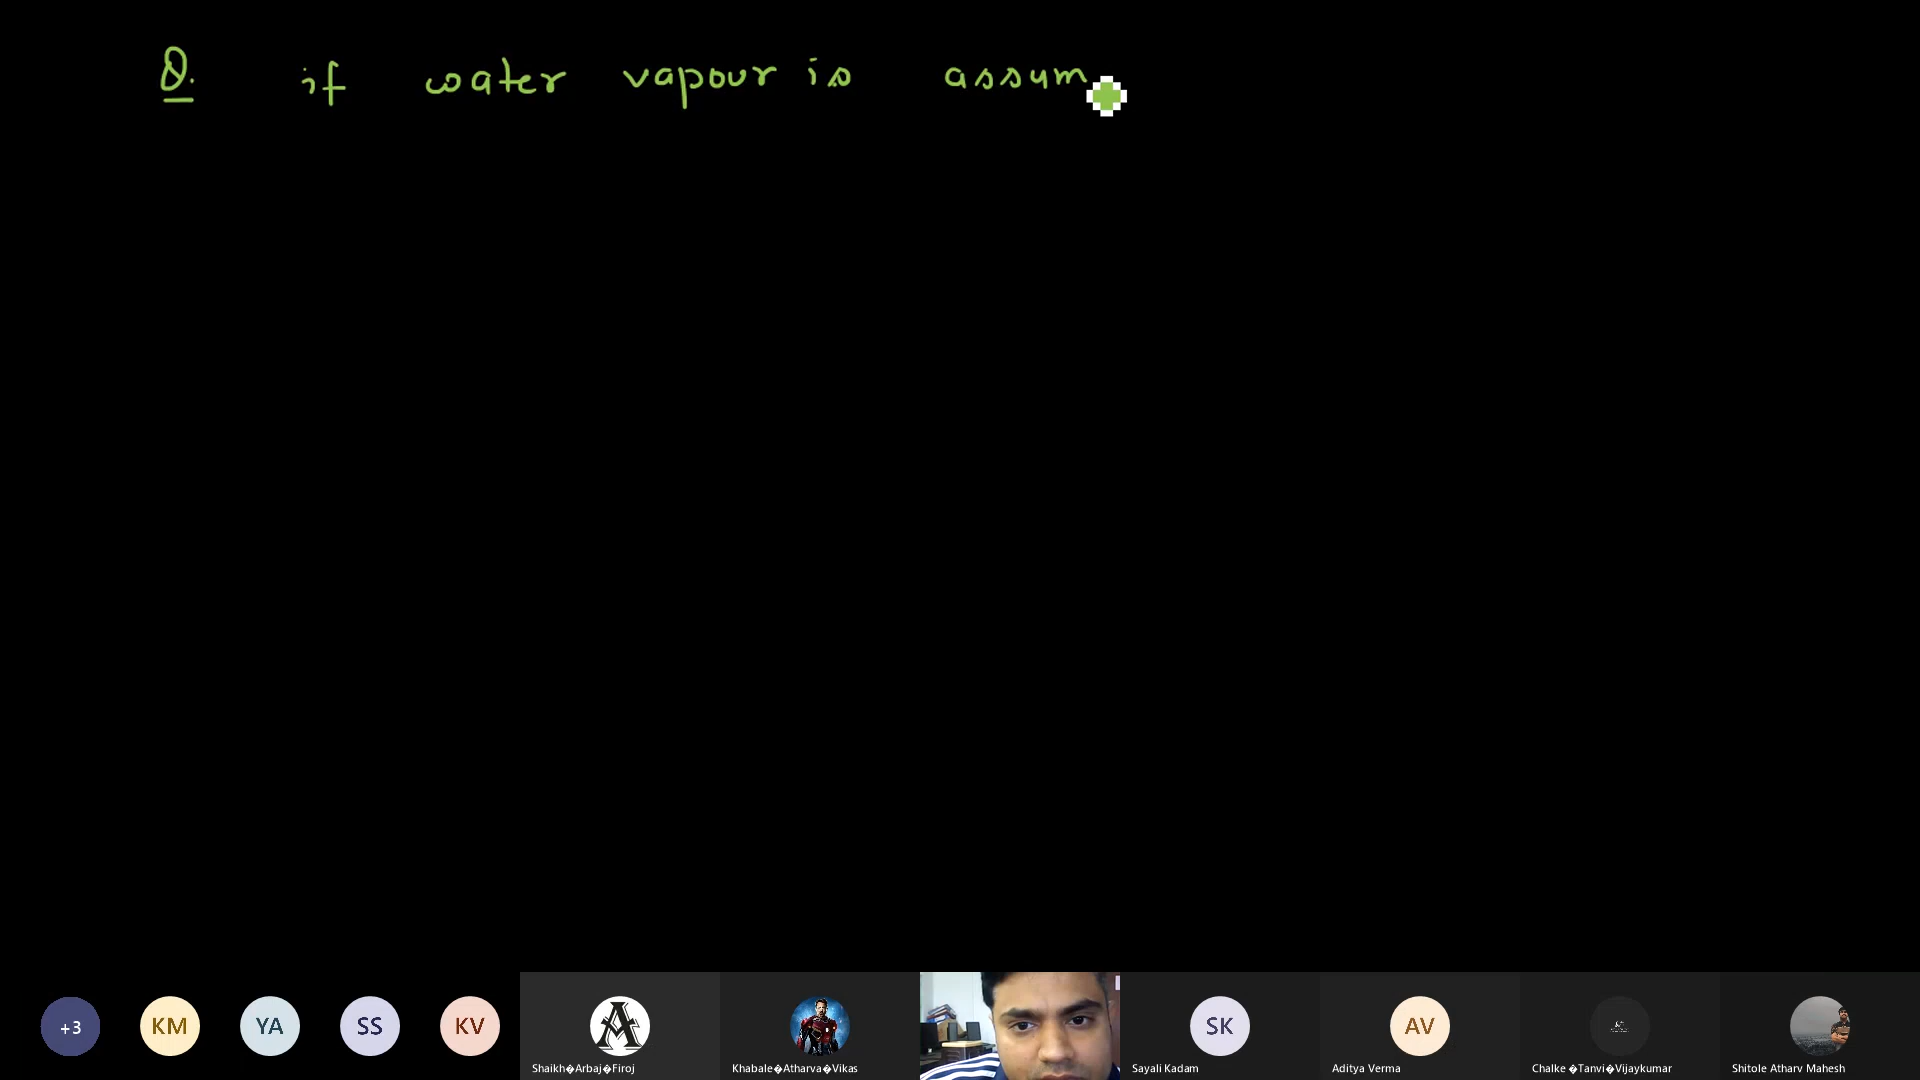 Q. if water vapour is assum
+3 KM YA SS KV SK AV
Shaikh�Arbaj�Firoj Khabale�Atharva�Vikas Sayali Kadam Aditya Verma Chalke �Tanvi�Vijaykumar Shitole Atharv Mahesh